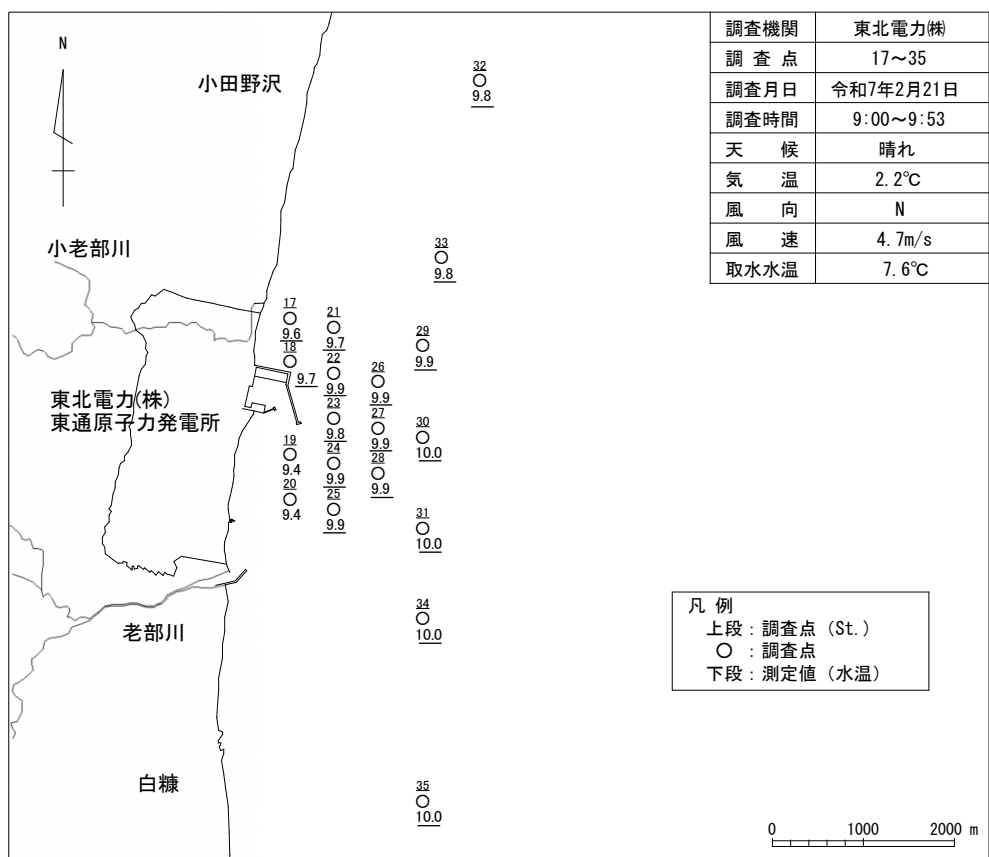 N
小田野沢
小老部川
東北電力(株)
東通原子力発電所
老部川
白糠
調査機関 東北電力㈱
調査点 17～35
調査月日 令和7年2月21日
調査時間 9:00～9:53
天候 晴れ
気温 2.2℃
風向 N
風速 4.7m/s
取水水温 7.6℃
32
9.8
33
9.8
17
9.6
21
9.7
29
9.9
18
9.7
22
9.9
26
9.9
23
9.8
27
9.9
30
10.0
19
9.4
24
9.9
28
9.9
20
9.4
25
9.9
31
10.0
34
10.0
35
10.0
凡 例
上段：調査点（St.）
○ ：調査点
下段：測定値（水温）
0 1000 2000 m